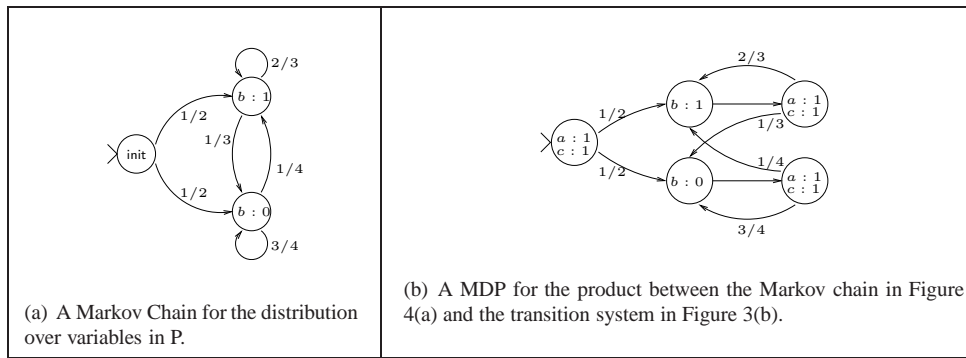 2/3
b : 1
1/2
1/3
init
1/4
1/2
b : 0
3/4
(a) A Markov Chain for the distribution
over variables in P.
2/3
1/2
b : 1
a : 1
c : 1
1/3
a : 1
c : 1
1/4
1/2
b : 0
a : 1
c : 1
3/4
(b) A MDP for the product between the Markov chain in Figure
4(a) and the transition system in Figure 3(b).